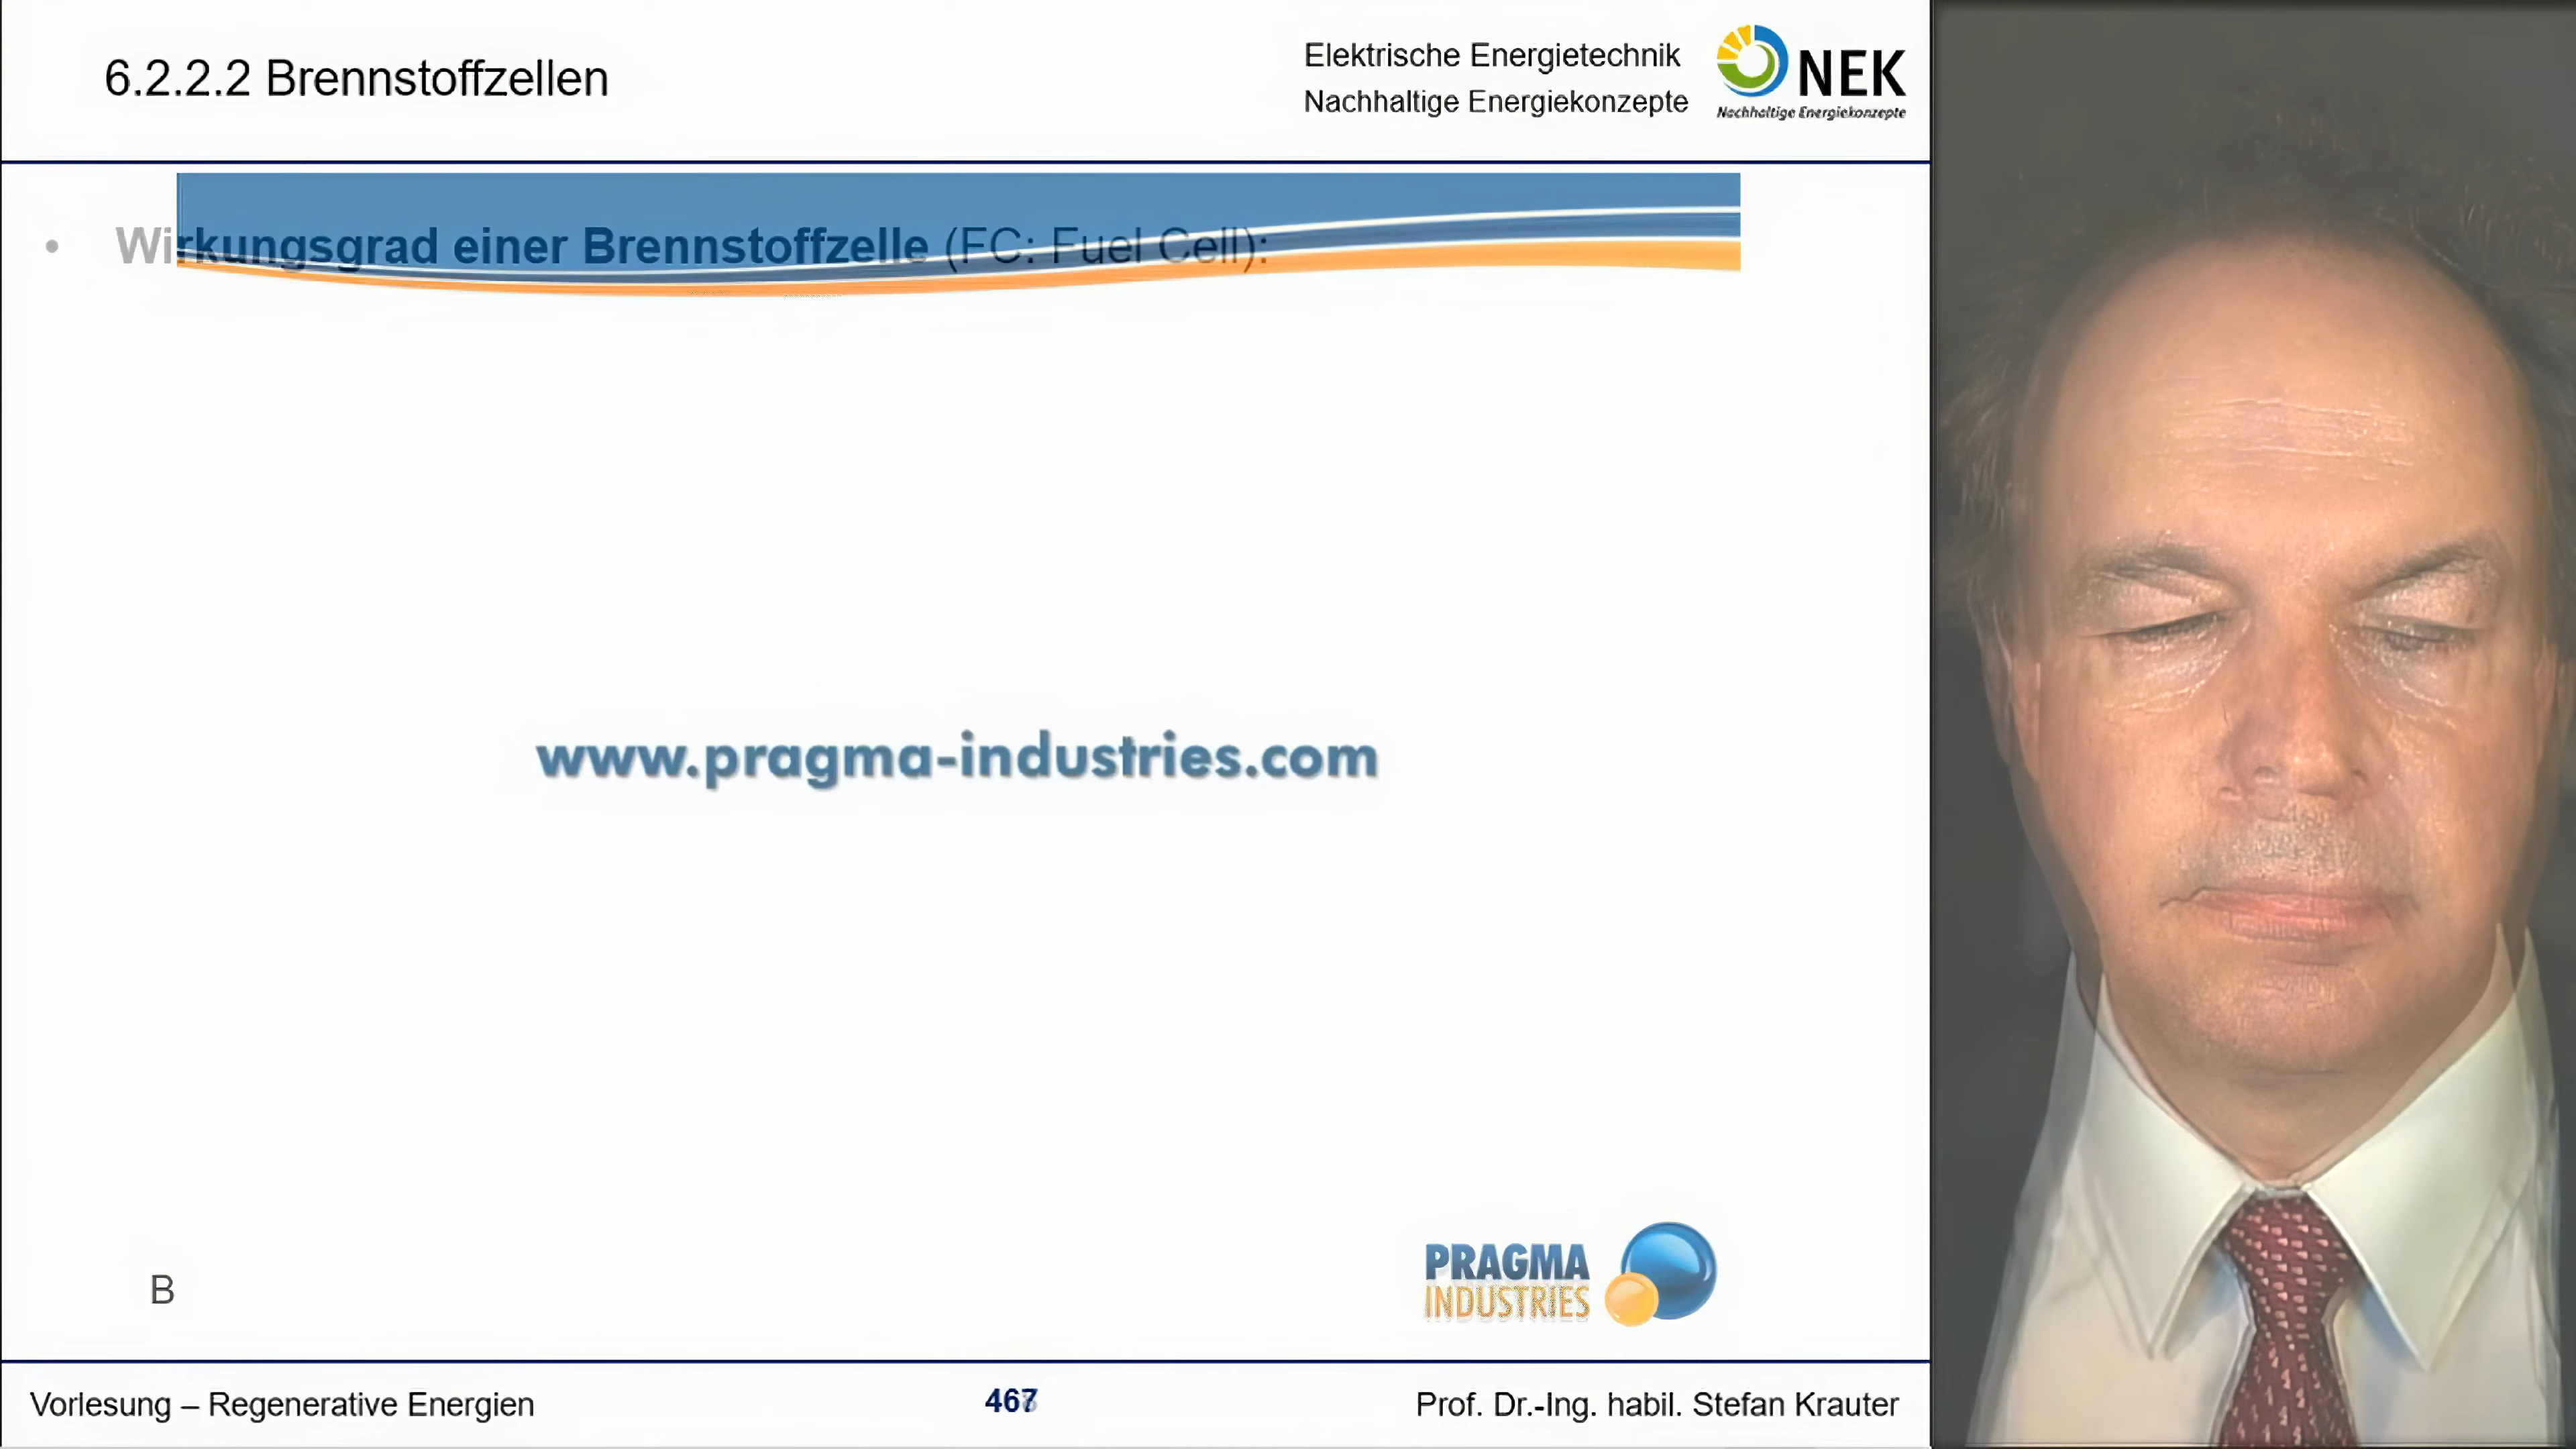 6.2.2.2 Brennstoffzellen
Elektrische Energietechnik
Nachhaltige Energiekonzepte
NEK
Nachhaltige Energiekonzepte
• Wirkungsgrad einer Brennstoffzelle (FC: Fuel Cell):
www.pragma-industries.com
PRAGMA
INDUSTRIES
B
Vorlesung – Regenerative Energien
467
Prof. Dr.-Ing. habil. Stefan Krauter